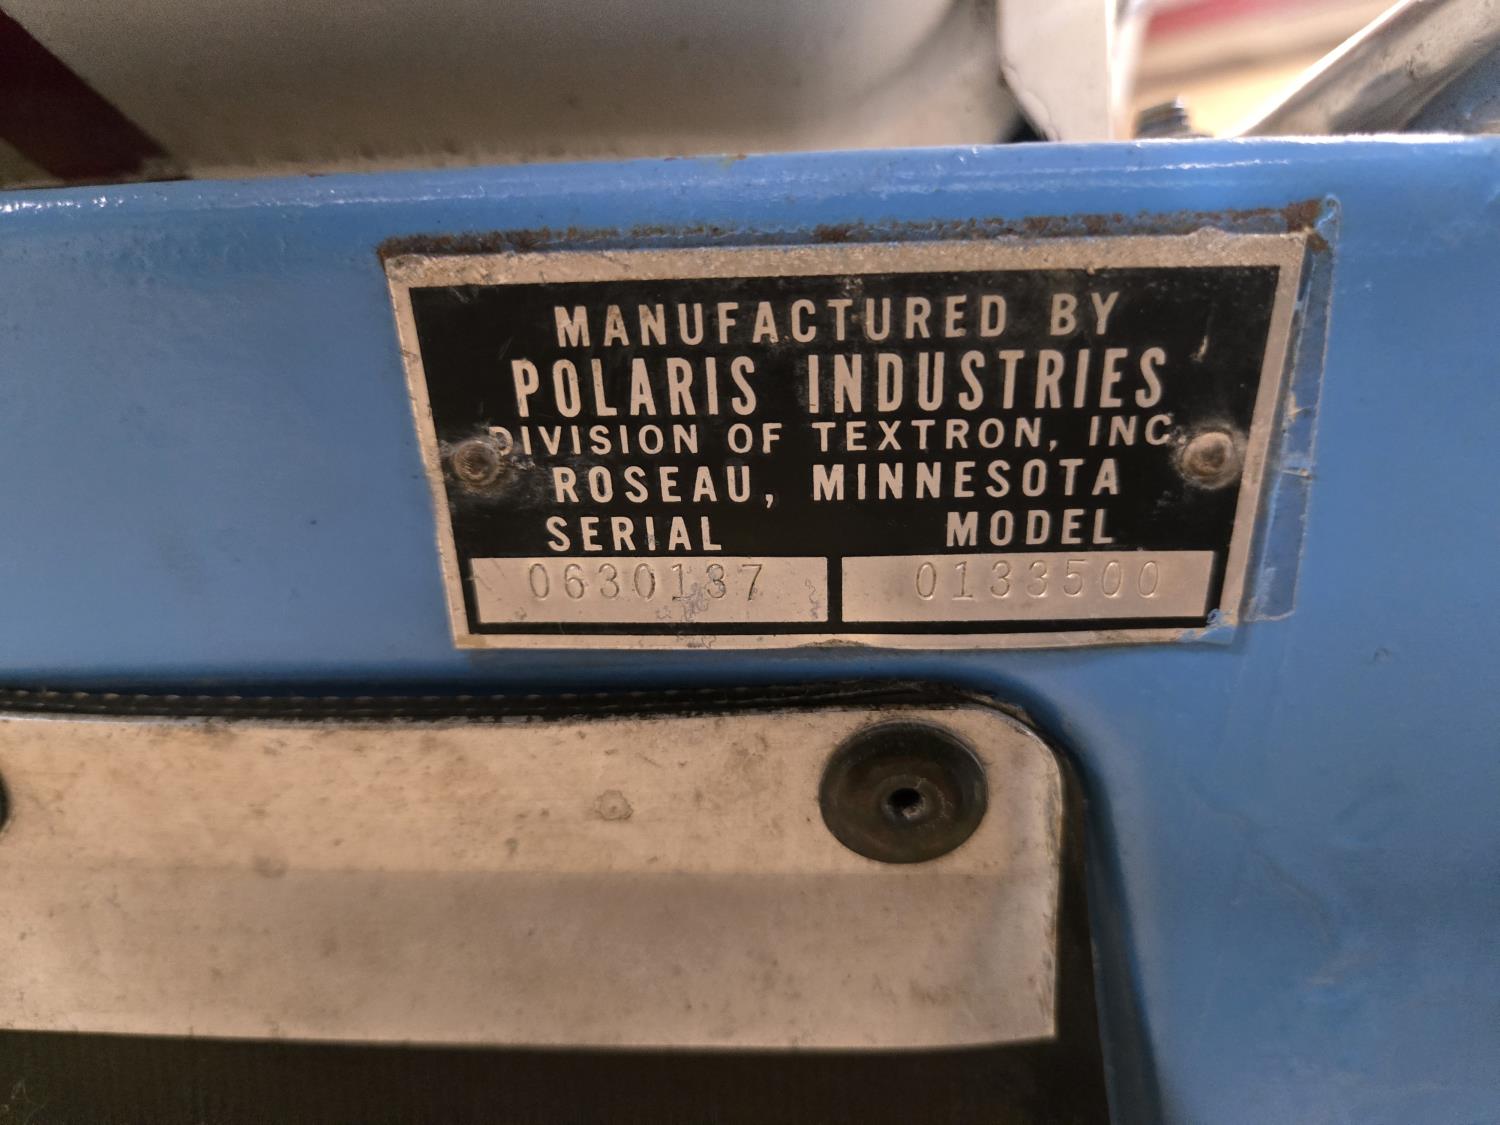 MANUFACTURED BY
POLARIS INDUSTRIES
DIVISION OF TEXTRON, INC.
ROSEAU, MINNESOTA
SERIAL MODEL
0630137 0133500